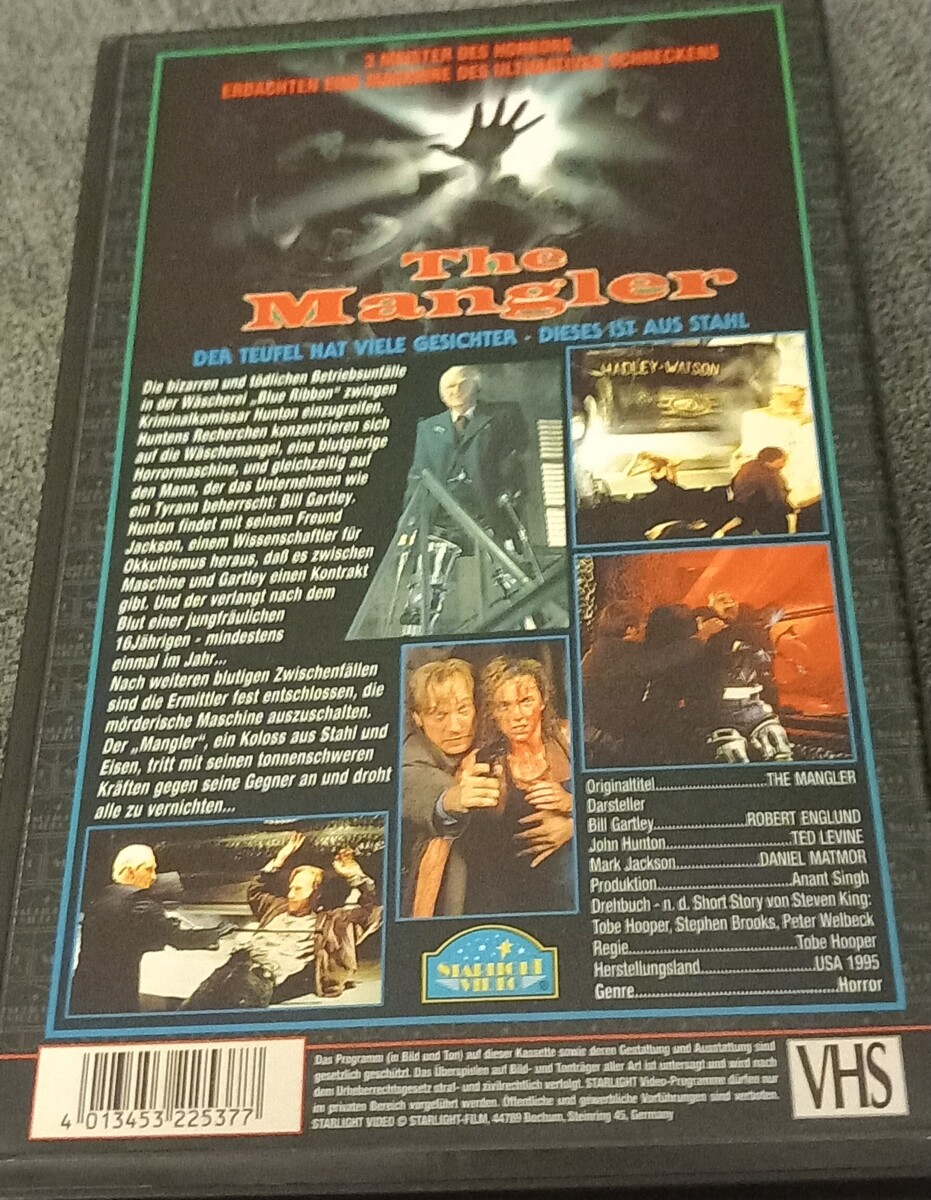 3 MEISTER DES HORRORS
ERDACHTEN EINE MASCHINE DES ULTIMATIVEN SCHRECKENS
The
Mangler
DER TEUFEL HAT VIELE GESICHTER - DIESES IST AUS STAHL
Die bizarren und tödlichen Betriebsunfälle
in der Wäscherei „Blue Ribbon" zwingen
Kriminalkomissar Hunton einzugreifen.
Huntens Recherchen konzentrieren sich
auf die Wäschemangel, eine blutgierige
Horrormaschine, und gleichzeitig auf
den Mann, der das Unternehmen wie
ein Tyrann beherrscht: Bill Gartley.
Hunton findet mit seinem Freund
Jackson, einem Wissenschaftler für
Okkultismus heraus, daß es zwischen
Maschine und Gartley einen Kontrakt
gibt. Und der verlangt nach dem
Blut einer jungfräulichen
16Jährigen - mindestens
einmal im Jahr...
Nach weiteren blutigen Zwischenfällen
sind die Ermittler fest entschlossen, die
mörderische Maschine auszuschalten.
Der „Mangler", ein Koloss aus Stahl und
Eisen, tritt mit seinen tonnenschweren
Kräften gegen seine Gegner an und droht
alle zu vernichten...
HADLEY-WATSON
Originaltitel..........................THE MANGLER
Darsteller
Bill Gartley......................ROBERT ENGLUND
John Hunton..............................TED LEVINE
Mark Jackson....................DANIEL MATMOR
Produktion................................Anant Singh
Drehbuch - n. d. Short Story von Steven King:
Tobe Hooper, Stephen Brooks, Peter Welbeck
Regie........................................Tobe Hooper
Herstellungsland...........................USA 1995
Genre...............................................Horror
STARLIGHT
VIDEO ®
4 013453 225377
Das Programm (in Bild und Ton) auf dieser Kassette sowie deren Gestaltung und Ausstattung sind
gesetzlich geschützt. Das Überspielen auf Bild- und Tonträger aller Art ist untersagt und wird nach
dem Urheberrechtsgesetz straf- und zivilrechtlich verfolgt. STARLIGHT Video-Programme dürfen nur
im privaten Bereich vorgeführt werden. Öffentliche und gewerbliche Vorführungen sind verboten.
STARLIGHT VIDEO © STARLIGHT-FILM, 44789 Bochum, Steinring 45, Germany
VHS